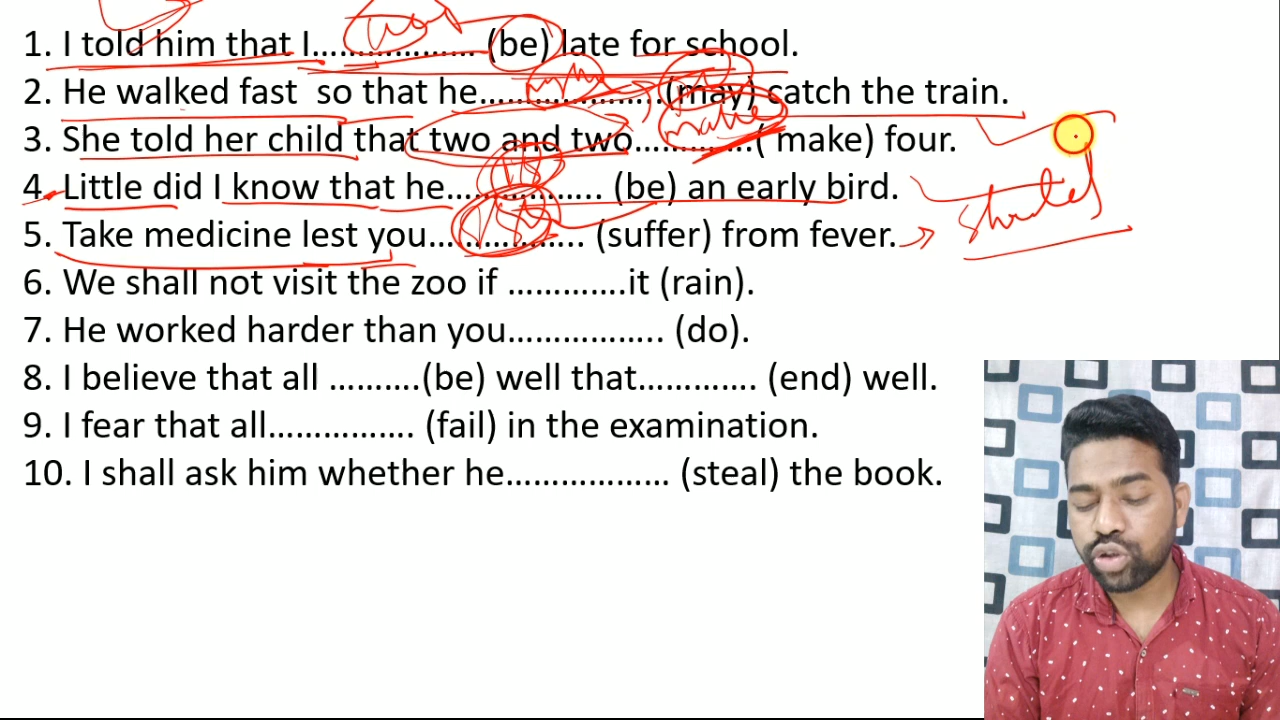 1. I told him that I.................. (be) late for school.
2. He walked fast so that he....................(may) catch the train.
3. She told her child that two and two.............( make) four.
4. Little did I know that he................. (be) an early bird.
5. Take medicine lest you................. (suffer) from fever.
6. We shall not visit the zoo if .............it (rain).
7. He worked harder than you................. (do).
8. I believe that all ..........(be) well that............. (end) well.
9. I fear that all................ (fail) in the examination.
10. I shall ask him whether he.................. (steal) the book.